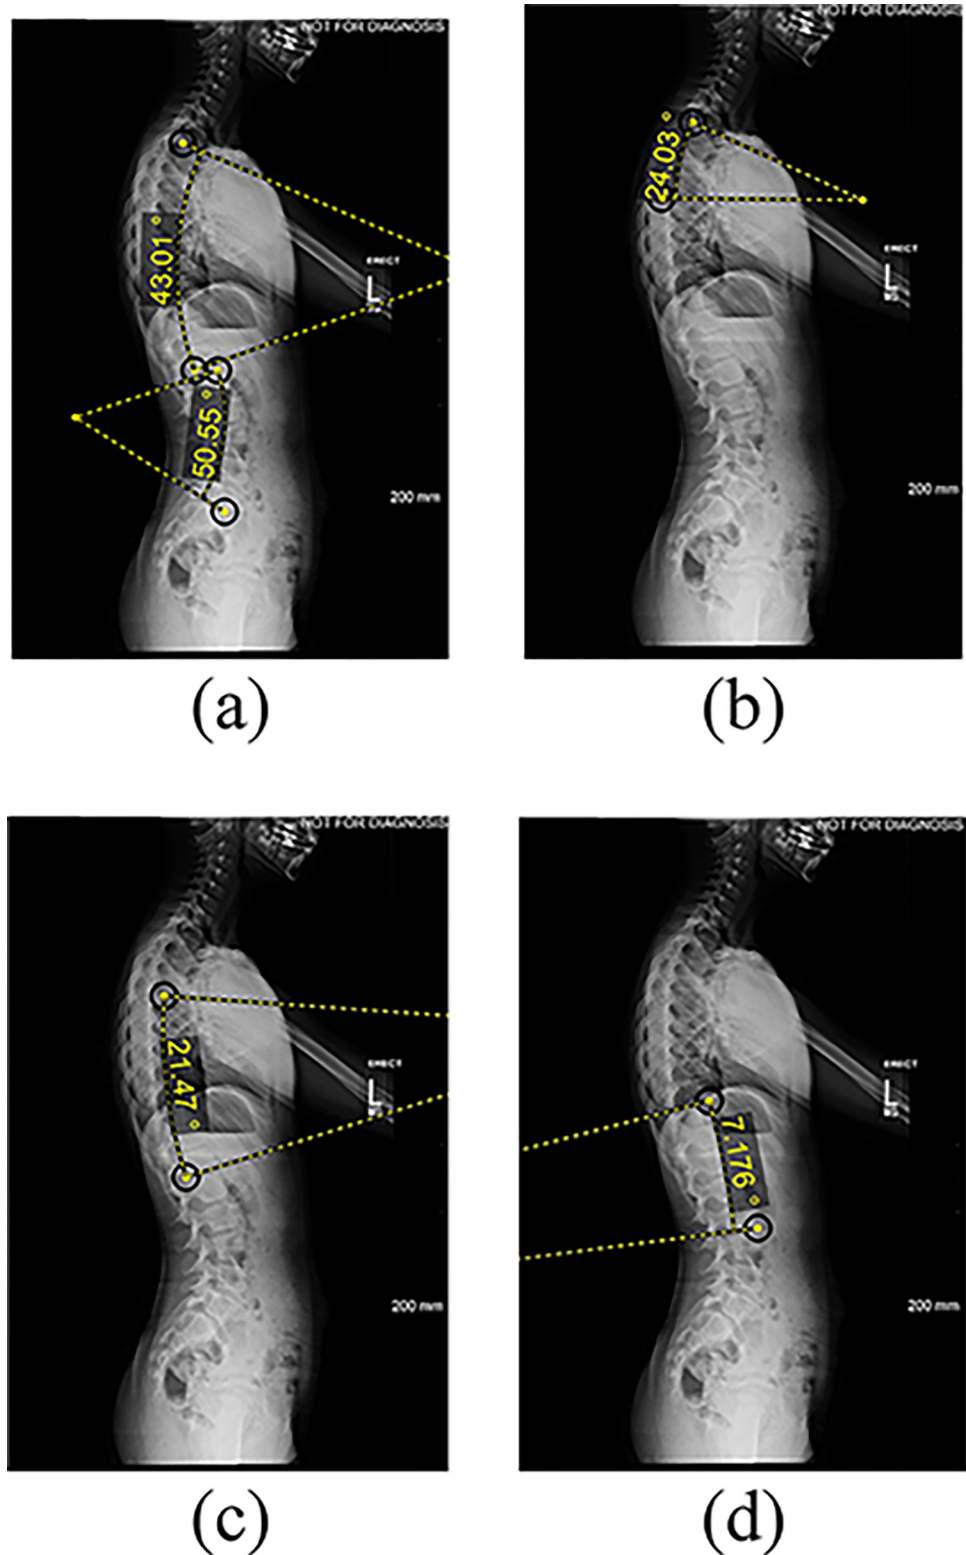 NOT FOR DIAGNOSIS
43.01 °
ERECT
L
50.55 °
200 mm
(a)
NOT FOR DIAGNOSIS
24.03 °
ERECT
L
200 mm
(b)
NOT FOR DIAGNOSIS
21.47 °
ERECT
L
200 mm
(c)
NOT FOR DIAGNOSIS
ERECT
L
7.176 °
200 mm
(d)